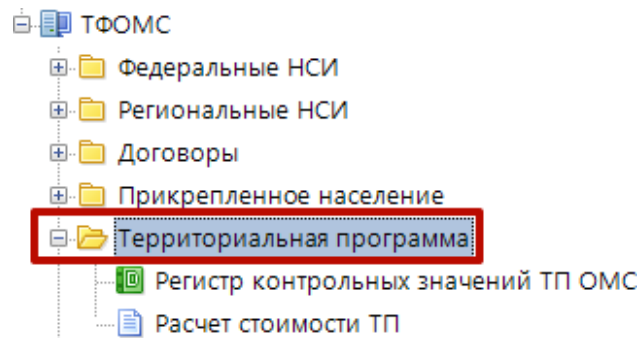 ТФОМС
Федеральные НСИ
Региональные НСИ
Договоры
Прикрепленное население
Территориальная программа
Регистр контрольных значений ТП ОМС
Расчет стоимости ТП